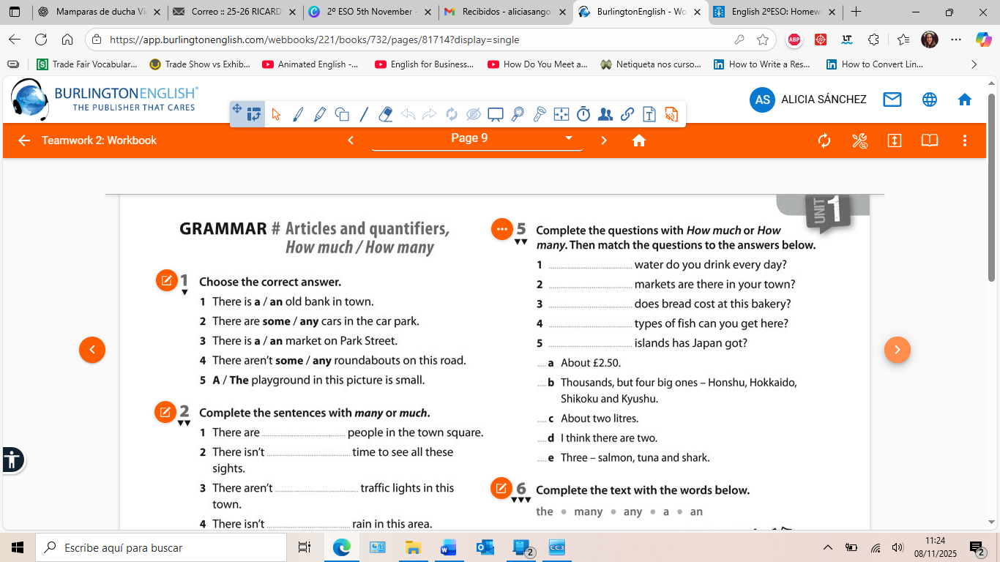 Mamparas de ducha Vi
Correo :: 25-26 RICARD
2º ESO 5th November -
Recibidos - aliciasango
BurlingtonEnglish - Wo
English 2ºESO: Homew
https://app.burlingtonenglish.com/webbooks/221/books/732/pages/81714?display=single
ABP
LT
Trade Fair Vocabular...
Trade Show vs Exhib...
Animated English -...
English for Business...
How Do You Meet a...
Netiqueta nos curso...
How to Write a Res...
How to Convert Lin...
BURLINGTONENGLISH®
THE PUBLISHER THAT CARES
AS ALICIA SÁNCHEZ
Teamwork 2: Workbook
Page 9
UNIT 1
GRAMMAR # Articles and quantifiers,
How much / How many
1 Choose the correct answer.
1 There is a / an old bank in town.
2 There are some / any cars in the car park.
3 There is a / an market on Park Street.
4 There aren't some / any roundabouts on this road.
5 A / The playground in this picture is small.
2 Complete the sentences with many or much.
1 There are ........................ people in the town square.
2 There isn't ........................ time to see all these
sights.
3 There aren't ........................ traffic lights in this
town.
4 There isn't ........................ rain in this area.
5 Complete the questions with How much or How
many. Then match the questions to the answers below.
1 ........................ water do you drink every day?
2 ........................ markets are there in your town?
3 ........................ does bread cost at this bakery?
4 ........................ types of fish can you get here?
5 ........................ islands has Japan got?
..... a About £2.50.
..... b Thousands, but four big ones – Honshu, Hokkaido,
Shikoku and Kyushu.
..... c About two litres.
..... d I think there are two.
..... e Three – salmon, tuna and shark.
6 Complete the text with the words below.
the • many • any • a • an
Escribe aquí para buscar
2
CC3
11:24
08/11/2025
2